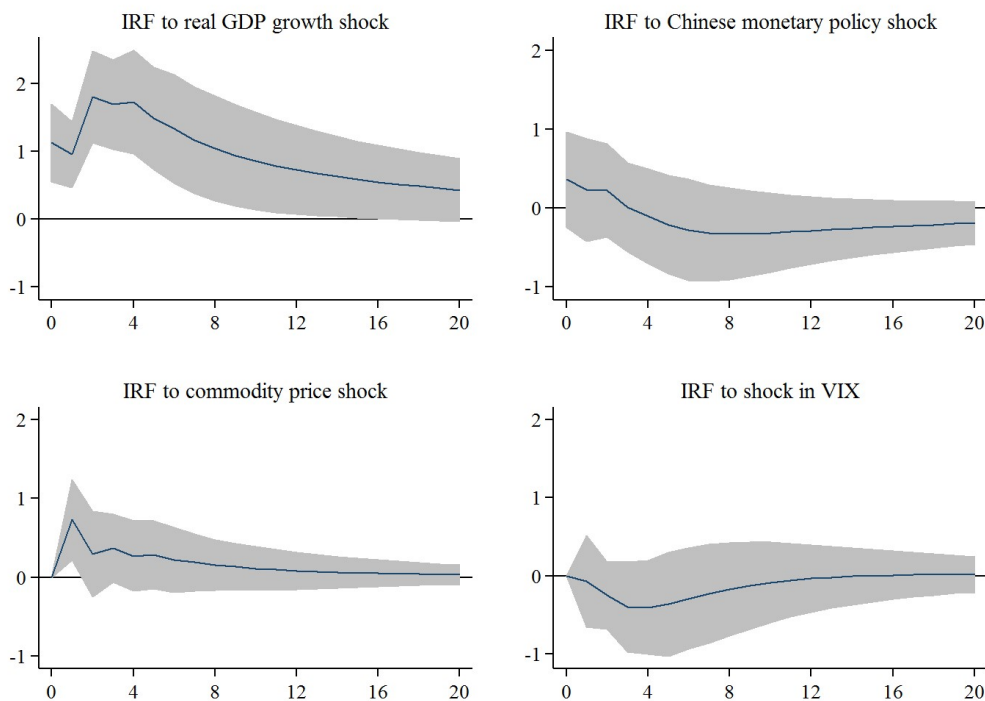 IRF to real GDP growth shock
2
1
0
-1
0 4 8 12 16 20
IRF to Chinese monetary policy shock
2
1
0
-1
0 4 8 12 16 20
IRF to commodity price shock
2
1
0
-1
0 4 8 12 16 20
IRF to shock in VIX
2
1
0
-1
0 4 8 12 16 20